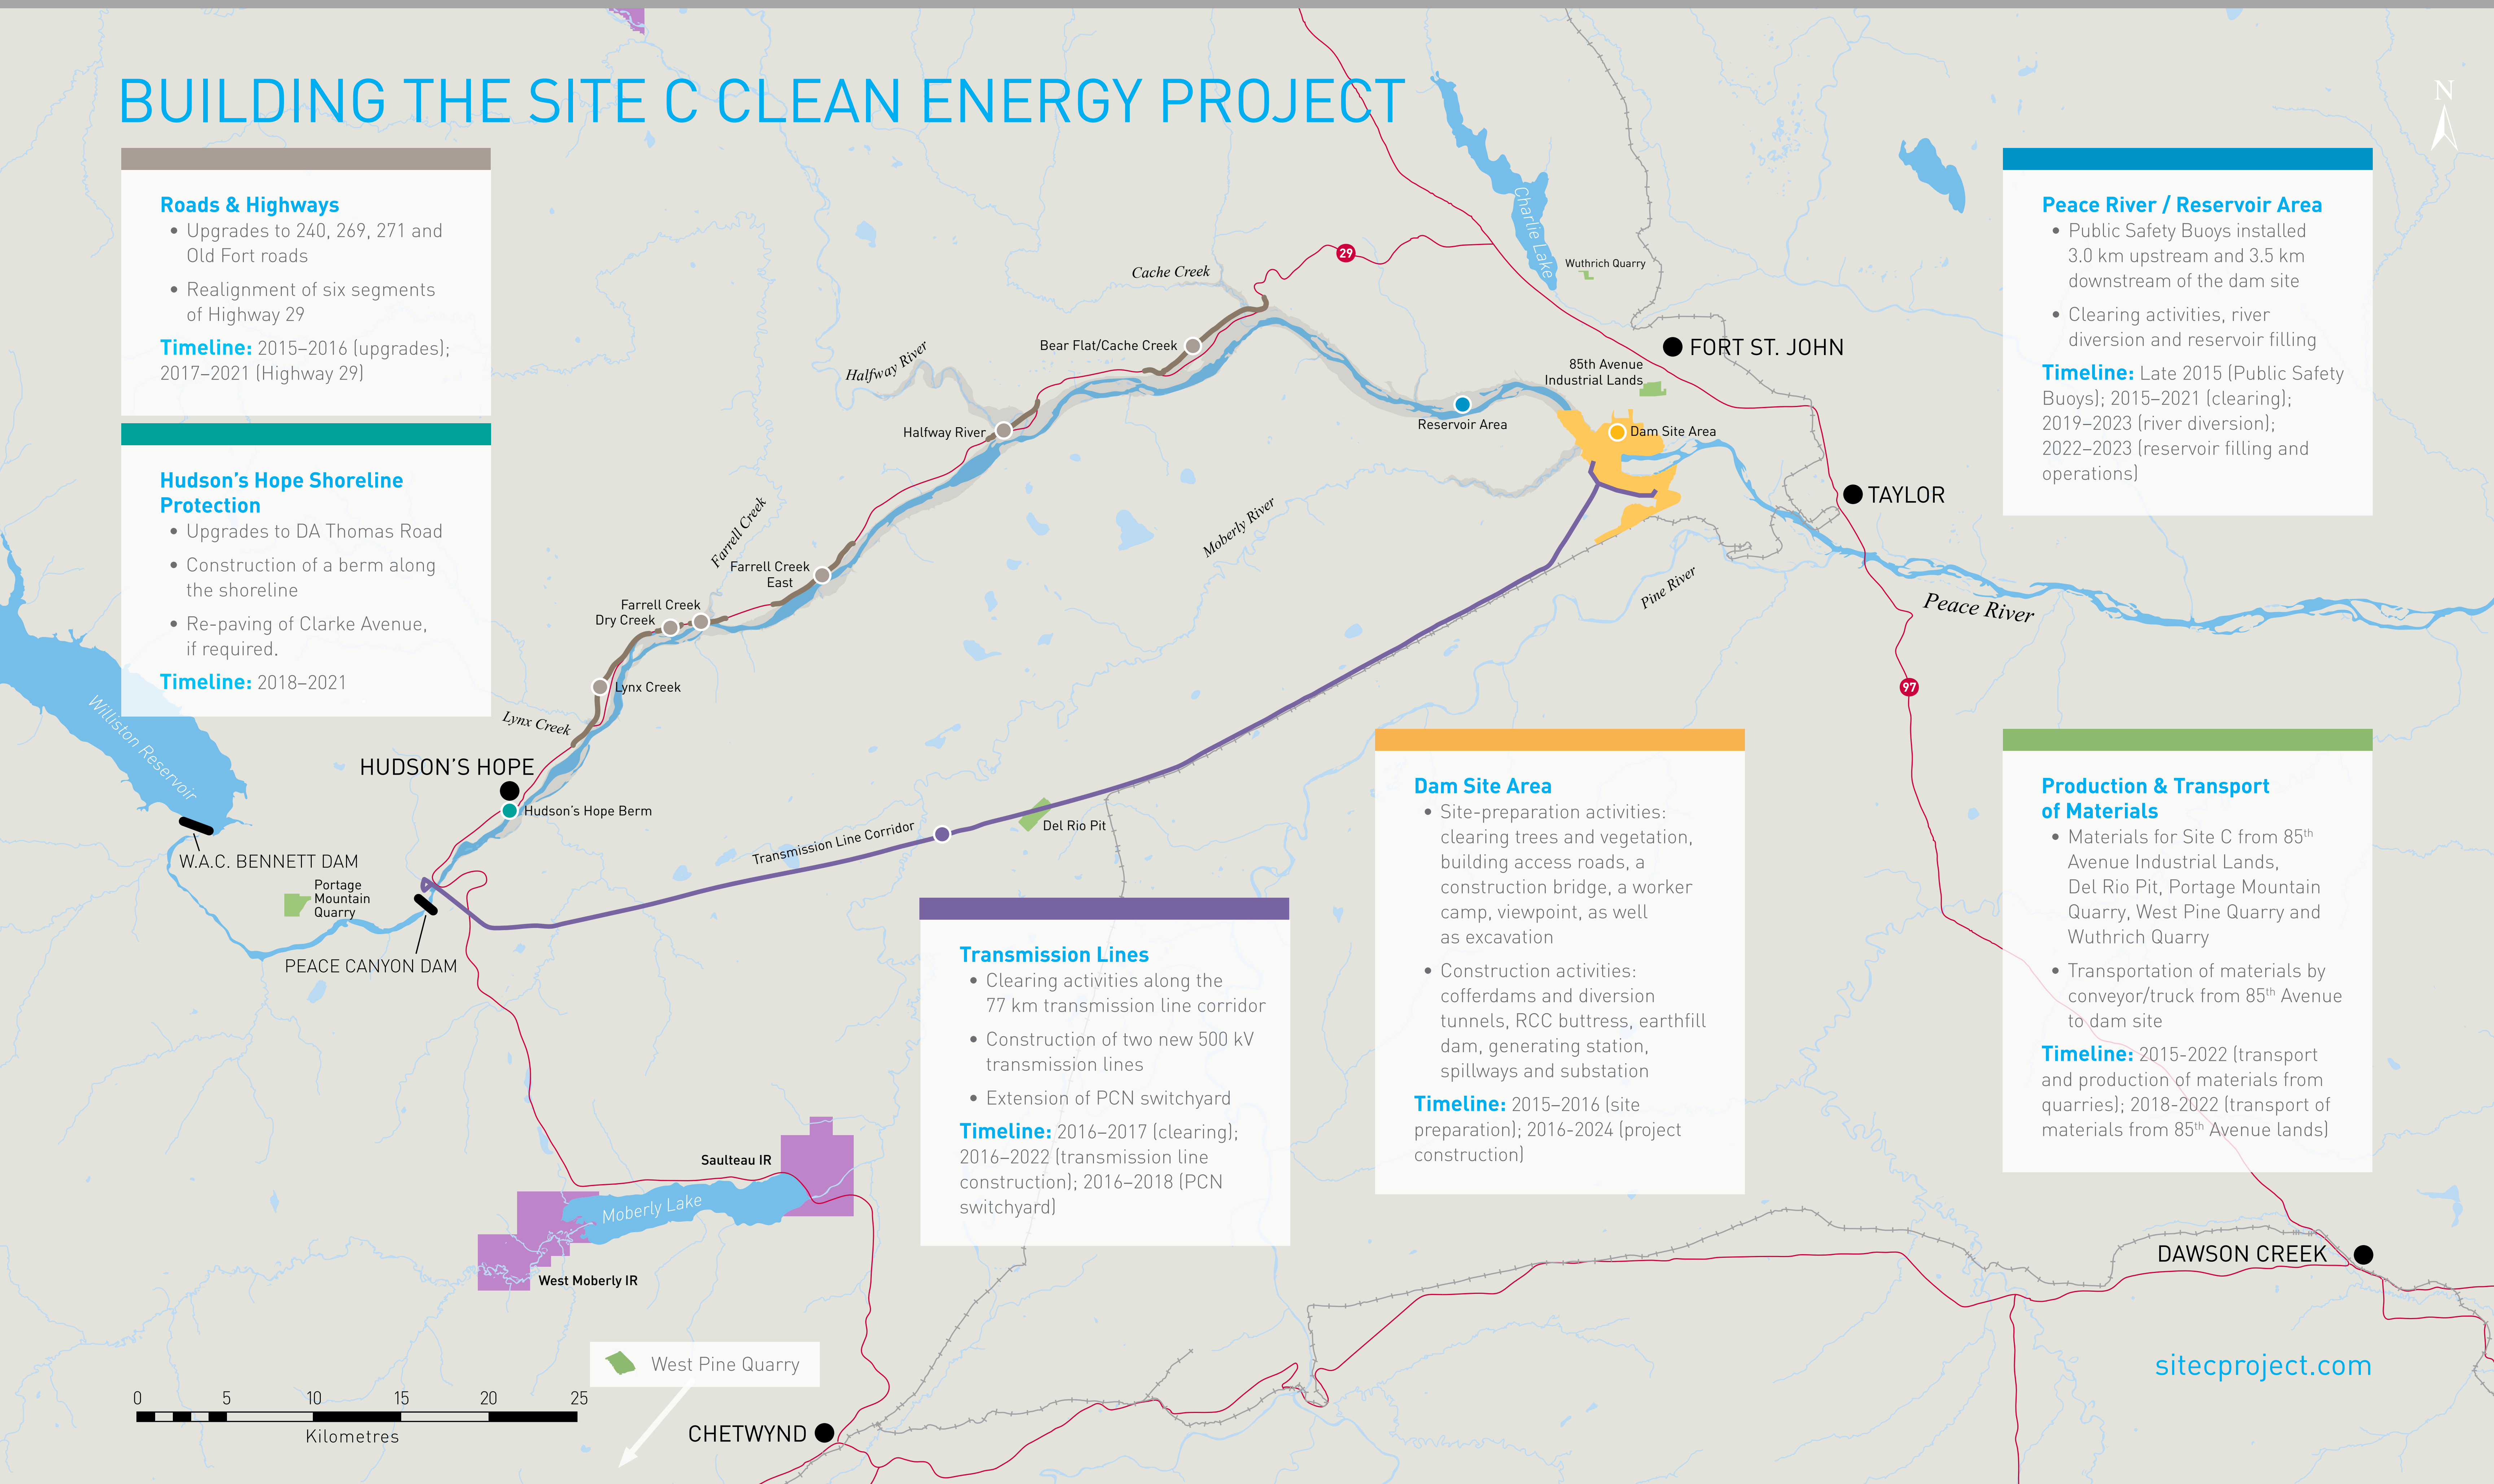 BUILDING THE SITE C CLEAN ENERGY PROJECT
N
Roads & Highways
• Upgrades to 240, 269, 271 and
Old Fort roads
• Realignment of six segments
of Highway 29
Timeline: 2015–2016 (upgrades);
2017–2021 (Highway 29)
Hudson's Hope Shoreline
Protection
• Upgrades to DA Thomas Road
• Construction of a berm along
the shoreline
• Re-paving of Clarke Avenue,
if required.
Timeline: 2018–2021
Peace River / Reservoir Area
• Public Safety Buoys installed
3.0 km upstream and 3.5 km
downstream of the dam site
• Clearing activities, river
diversion and reservoir filling
Timeline: Late 2015 (Public Safety
Buoys); 2015–2021 (clearing);
2019–2023 (river diversion);
2022–2023 (reservoir filling and
operations)
Charlie Lake
Wuthrich Quarry
29
Cache Creek
Bear Flat/Cache Creek
Halfway River
Halfway River
FORT ST. JOHN
85th Avenue
Industrial Lands
Reservoir Area
Dam Site Area
TAYLOR
Farrell Creek
Moberly River
Pine River
Peace River
Farrell Creek
East
Farrell Creek
Dry Creek
Lynx Creek
Lynx Creek
97
Williston Reservoir
HUDSON'S HOPE
Hudson's Hope Berm
W.A.C. BENNETT DAM
Portage
Mountain
Quarry
PEACE CANYON DAM
Transmission Line Corridor
Del Rio Pit
Transmission Lines
• Clearing activities along the
77 km transmission line corridor
• Construction of two new 500 kV
transmission lines
• Extension of PCN switchyard
Timeline: 2016–2017 (clearing);
2016–2022 (transmission line
construction); 2016–2018 (PCN
switchyard)
Dam Site Area
• Site-preparation activities:
clearing trees and vegetation,
building access roads, a
construction bridge, a worker
camp, viewpoint, as well
as excavation
• Construction activities:
cofferdams and diversion
tunnels, RCC buttress, earthfill
dam, generating station,
spillways and substation
Timeline: 2015–2016 (site
preparation); 2016-2024 (project
construction)
Production & Transport
of Materials
• Materials for Site C from 85th
Avenue Industrial Lands,
Del Rio Pit, Portage Mountain
Quarry, West Pine Quarry and
Wuthrich Quarry
• Transportation of materials by
conveyor/truck from 85th Avenue
to dam site
Timeline: 2015-2022 (transport
and production of materials from
quarries); 2018-2022 (transport of
materials from 85th Avenue lands)
Saulteau IR
Moberly Lake
West Moberly IR
DAWSON CREEK
West Pine Quarry
sitecproject.com
0 5 10 15 20 25
Kilometres
CHETWYND